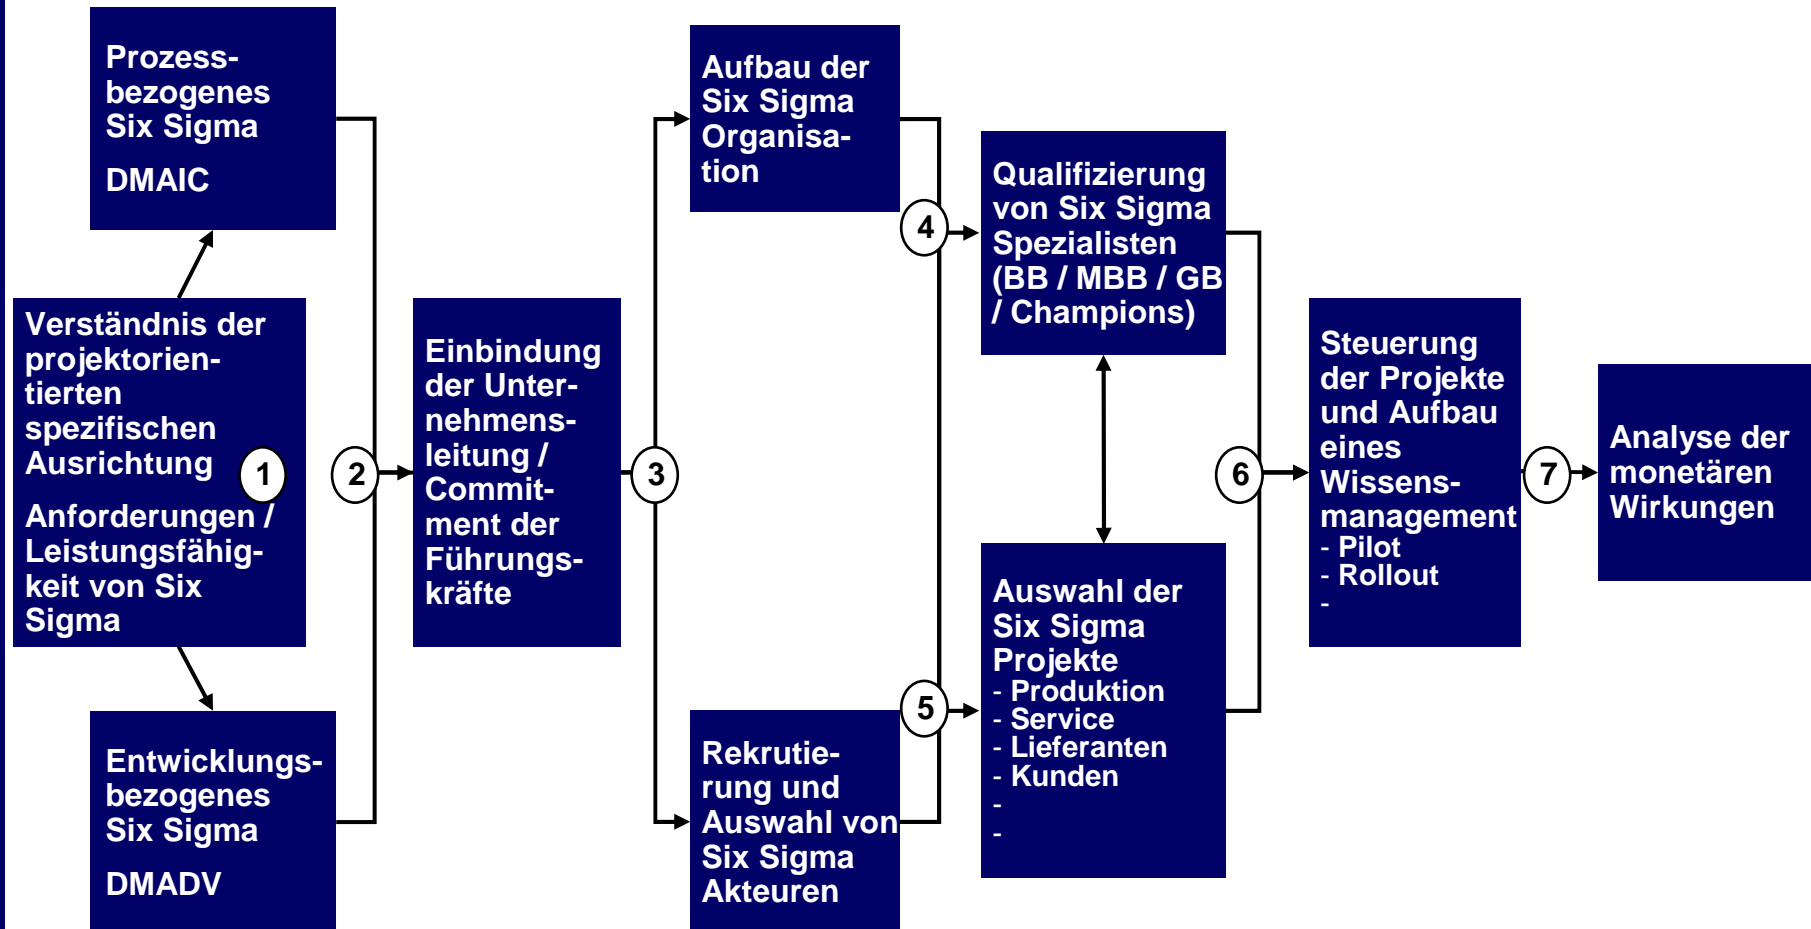 Prozess-
bezogenes
Six Sigma
DMAIC
Verständnis der
projektorien-
tierten
spezifischen
Ausrichtung
1
Anforderungen /
Leistungsfähig-
keit von Six
Sigma
Entwicklungs-
bezogenes
Six Sigma
DMADV
2
Einbindung
der Unter-
nehmens-
leitung /
Commit-
ment der
Führungs-
kräfte
3
Aufbau der
Six Sigma
Organisa-
tion
Rekrutie-
rung und
Auswahl von
Six Sigma
Akteuren
4
Qualifizierung
von Six Sigma
Spezialisten
(BB / MBB / GB
/ Champions)
5
Auswahl der
Six Sigma
Projekte
- Produktion
- Service
- Lieferanten
- Kunden
-
-
6
Steuerung
der Projekte
und Aufbau
eines
Wissens-
management
- Pilot
- Rollout
-
7
Analyse der
monetären
Wirkungen